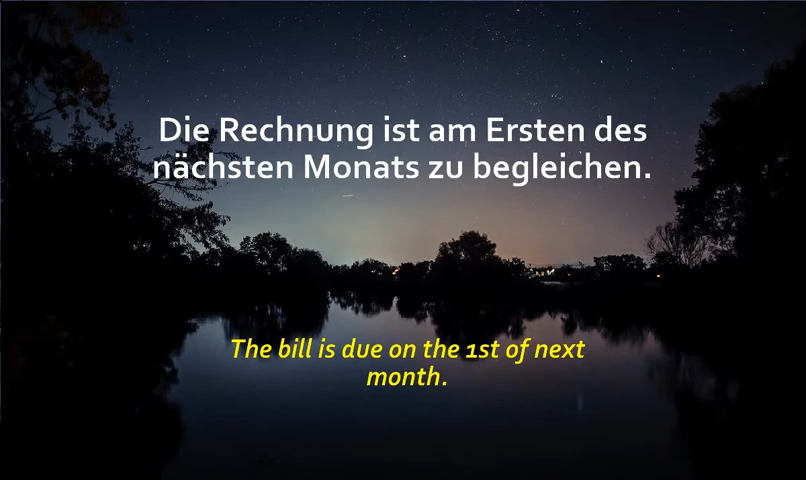 Die Rechnung ist am Ersten des
nächsten Monats zu begleichen.
The bill is due on the 1st of next
month.